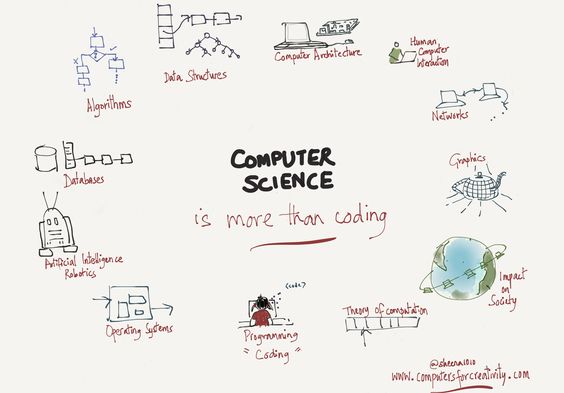 Algorithms
Data Structures
Computer Architecture
Human
Computer
Interaction
Networks
Databases
COMPUTER
SCIENCE
is more than coding
Graphics
Artificial Intelligence
Robotics
Impact
on
Society
Operating Systems
<code>
Programming
"Coding"
Theory of computation
@sheena1010
www.computersforcreativity.com